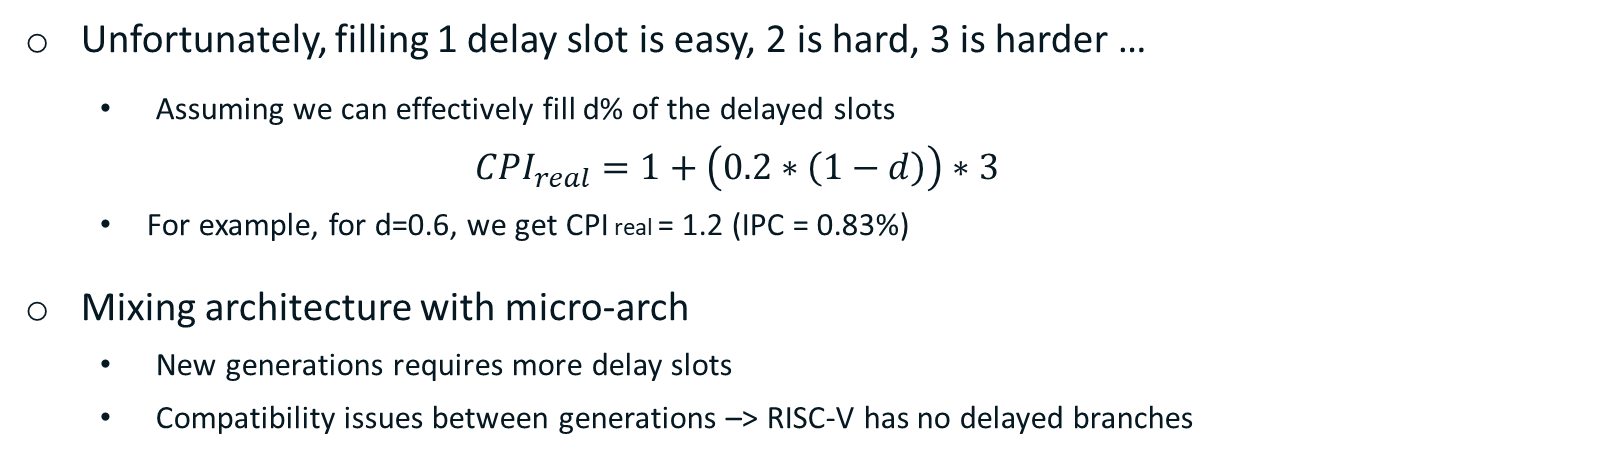 ○ Unfortunately, filling 1 delay slot is easy, 2 is hard, 3 is harder ...
• Assuming we can effectively fill d% of the delayed slots
CPI_real = 1 + (0.2 * (1 − d)) * 3
• For example, for d=0.6, we get CPI real = 1.2 (IPC = 0.83%)
○ Mixing architecture with micro-arch
• New generations requires more delay slots
• Compatibility issues between generations –> RISC-V has no delayed branches